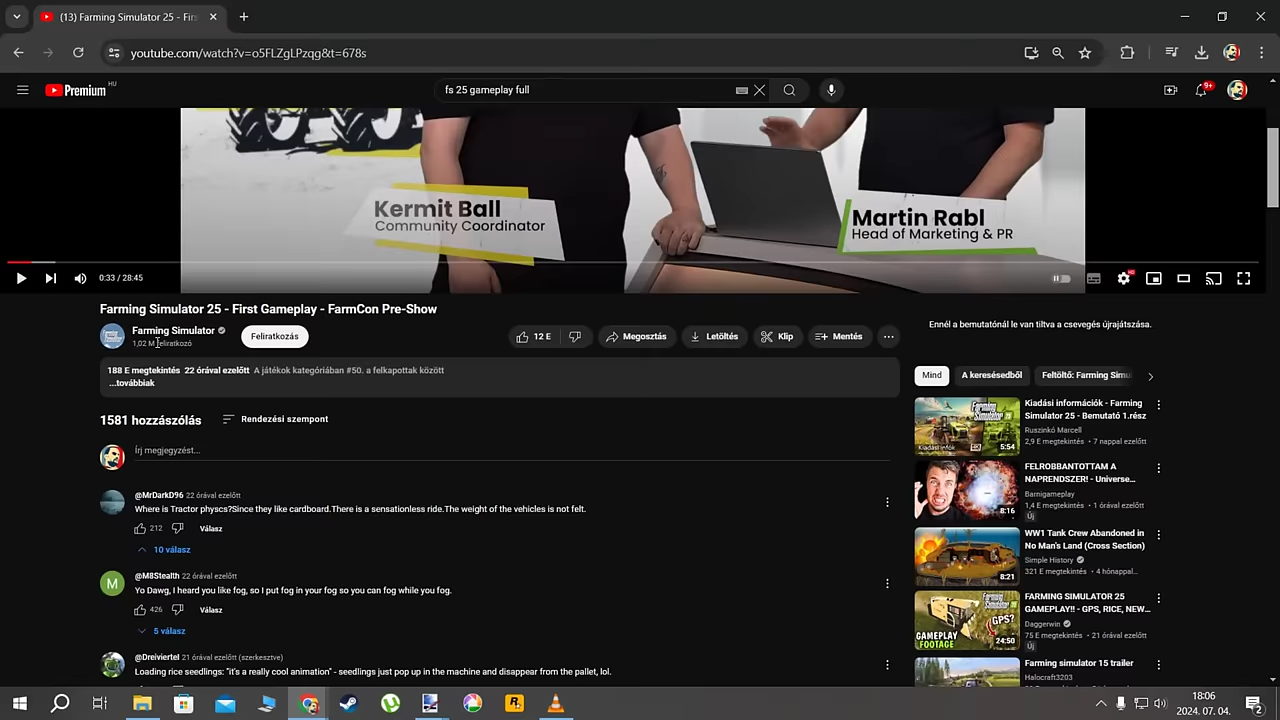 (13) Farming Simulator 25 - Firs
youtube.com/watch?v=o5FLZgLPzqg&t=678s
Premium HU
fs 25 gameplay full
9+
Kermit Ball
Community Coordinator
Martin Rabl
Head of Marketing & PR
0:33 / 28:45
Farming Simulator 25 - First Gameplay - FarmCon Pre-Show
Farming Simulator
1,02 M feliratkozó
Feliratkozás
12 E
Megosztás
Letöltés
Klip
Mentés
188 E megtekintés 22 órával ezelőtt A játékok kategóriában #50. a felkapottak között
...továbbiak
1581 hozzászólás
Rendezési szempont
Írj megjegyzést...
@MrDarkD96 22 órával ezelőtt
Where is Tractor physcs?Since they like cardboard.There is a sensationless ride.The weight of the vehicles is not felt.
212
Válasz
10 válasz
M
@M8Stealth 22 órával ezelőtt
Yo Dawg, I heard you like fog, so I put fog in your fog so you can fog while you fog.
426
Válasz
5 válasz
@Dreiviertel 21 órával ezelőtt (szerkesztve)
Loading rice seedlings: "it's a really cool animation" - seedlings just pop up in the machine and disappear from the pallet, lol.
Ennél a bemutatónál le van tiltva a csevegés újrajátszása.
Mind
A keresésedből
Feltöltő: Farming Simu
Kiadási infók
5:54
Kiadási információk - Farming
Simulator 25 - Bemutató 1.rész
Ruszinkó Marcell
2,9 E megtekintés • 7 nappal ezelőtt
8:16
FELROBBANTOTTAM A
NAPRENDSZER! - Universe...
Barnigameplay
1,4 E megtekintés • 1 órával ezelőtt
Új
8:21
WW1 Tank Crew Abandoned in
No Man's Land (Cross Section)
Simple History
321 E megtekintés • 4 hónappal...
GPS?
GAMEPLAY
FOOTAGE
24:50
FARMING SIMULATOR 25
GAMEPLAY!! - GPS, RICE, NEW...
Daggerwin
75 E megtekintés • 21 órával ezelőtt
Új
Farming simulator 15 trailer
Halocraft3203
18:06
2024. 07. 04.
2